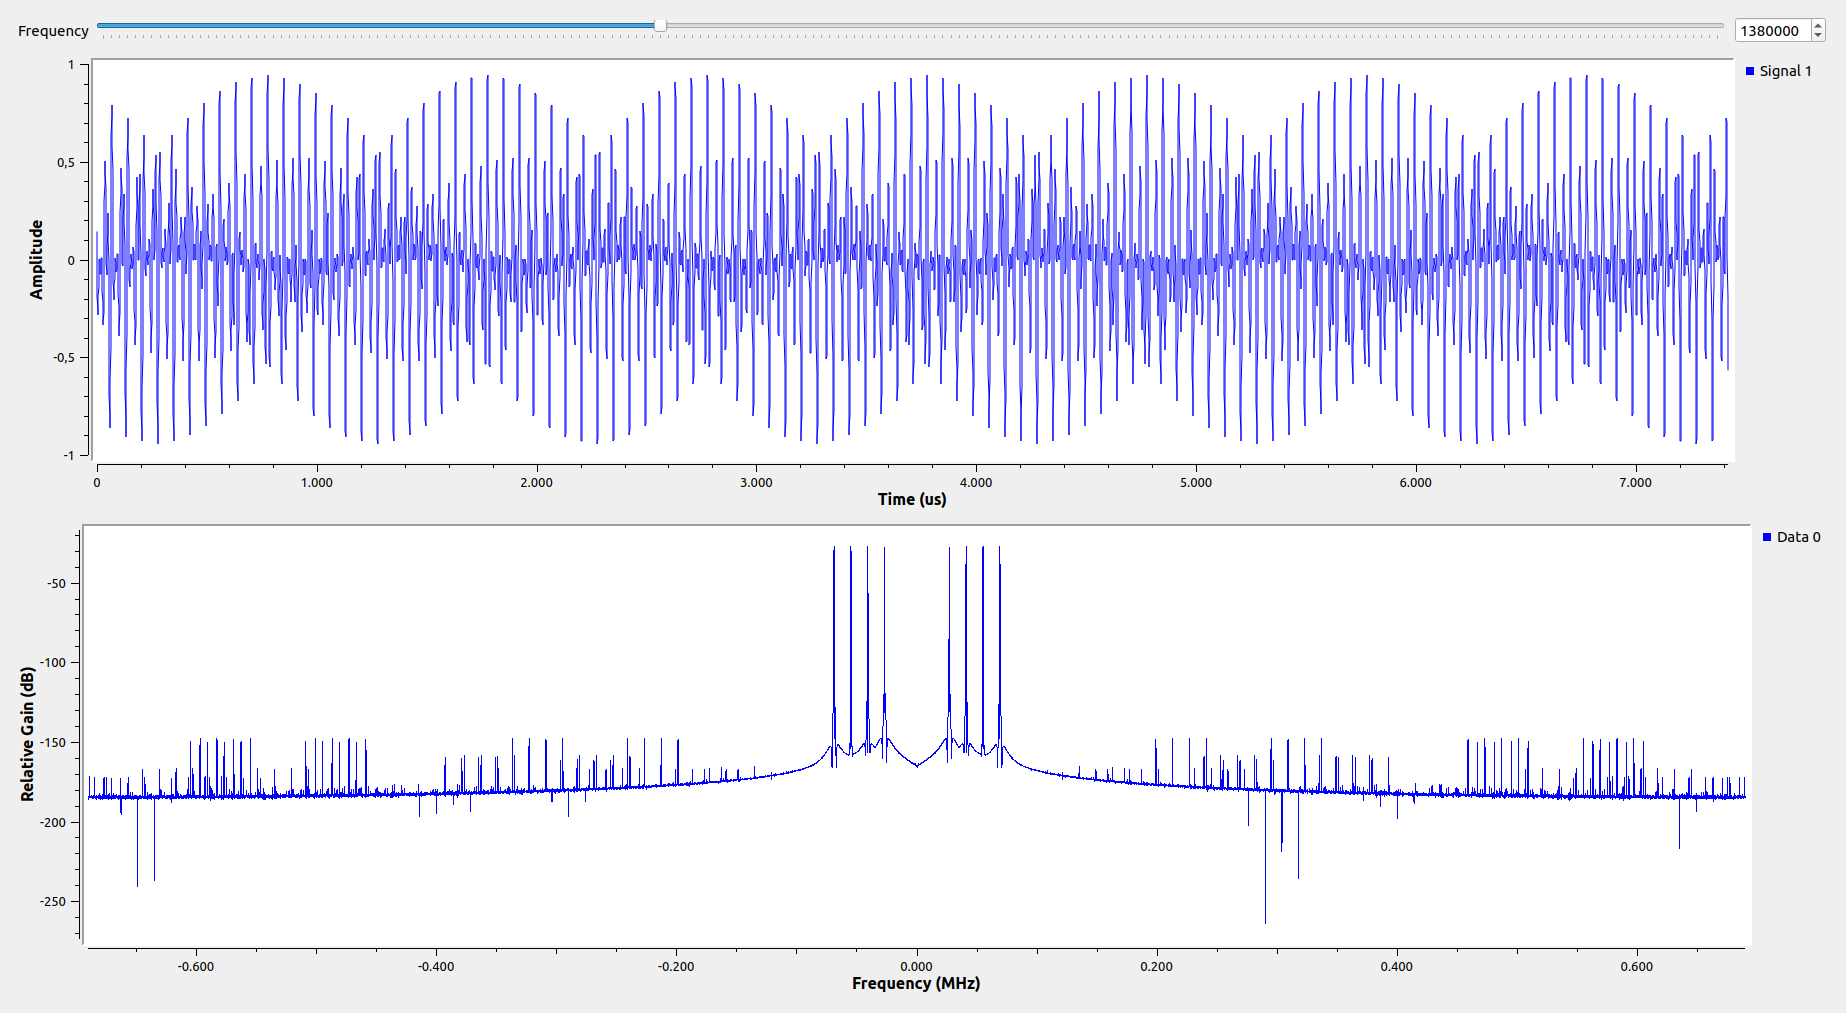 Frequency 1380000
Signal 1
1
0,5
0
-0,5
-1
Amplitude
0 1.000 2.000 3.000 4.000 5.000 6.000 7.000
Time (us)
Data 0
-50
-100
-150
-200
-250
Relative Gain (dB)
-0.600 -0.400 -0.200 0.000 0.200 0.400 0.600
Frequency (MHz)